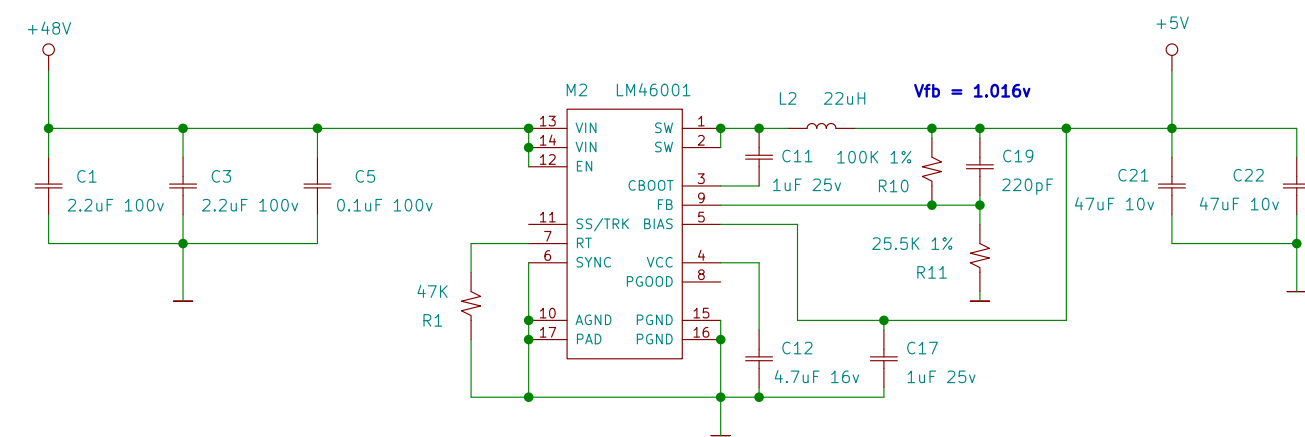 +48V
+5V
M2 LM46001
L2 22uH
Vfb = 1.016v
13 VIN SW 1
14 VIN SW 2
12 EN
CBOOT 3
FB 9
11 SS/TRK BIAS 5
7 RT
6 SYNC VCC 4
PGOOD 8
10 AGND PGND 15
17 PAD PGND 16
C1
2.2uF 100v
C3
2.2uF 100v
C5
0.1uF 100v
C11
1uF 25v
100K 1%
R10
C19
220pF
C21
47uF 10v
C22
47uF 10v
25.5K 1%
R11
47K
R1
C12
4.7uF 16v
C17
1uF 25v